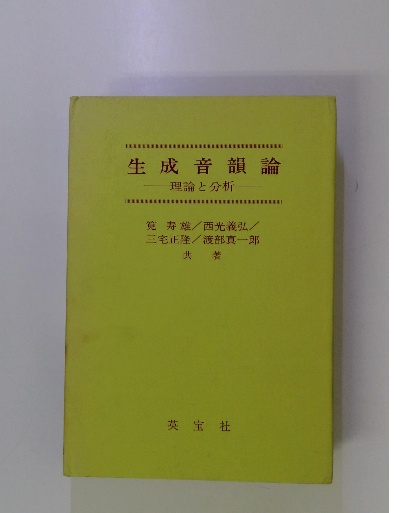 生成音韻論
―理論と分析―
筧 寿雄／西光義弘／
三宅正隆／渡部真一郎
共 著
英 宝 社